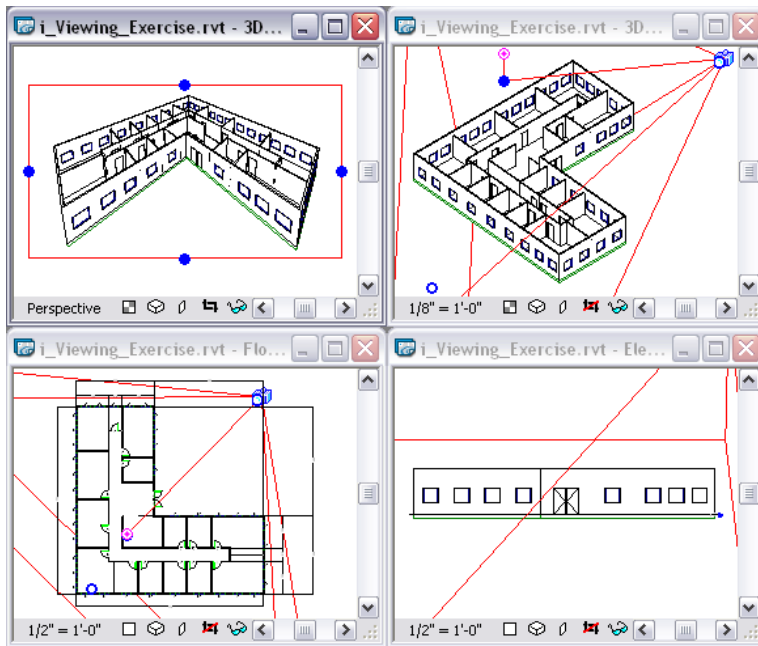 i_Viewing_Exercise.rvt - 3D...
i_Viewing_Exercise.rvt - 3D...
Perspective
1/8" = 1'-0"
i_Viewing_Exercise.rvt - Flo...
i_Viewing_Exercise.rvt - Ele...
1/2" = 1'-0"
1/2" = 1'-0"